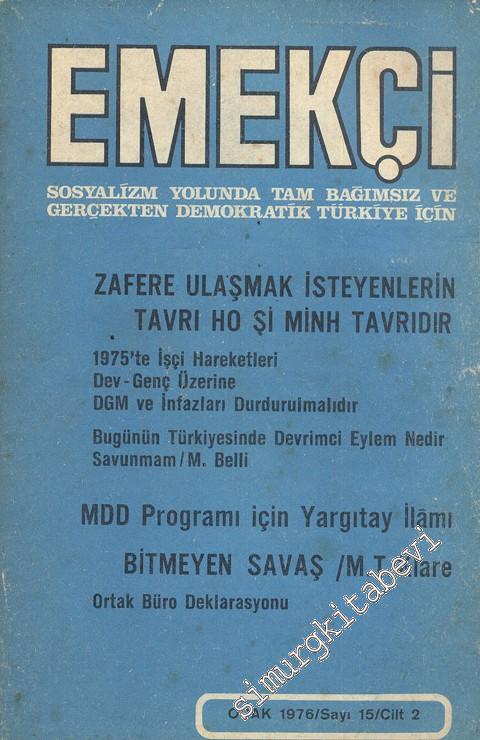 EMEKÇİ
SOSYALİZM YOLUNDA TAM BAĞIMSIZ VE
GERÇEKTEN DEMOKRATİK TÜRKİYE İÇİN
ZAFERE ULAŞMAK İSTEYENLERİN
TAVRI HO Şİ MİNH TAVRIDIR
1975'te İşçi Hareketleri
Dev-Genç Üzerine
DGM ve İnfazları Durdurulmalıdır
Bugünün Türkiyesinde Devrimci Eylem Nedir
Savunmam/M. Belli
MDD Programı için Yargıtay İlâmı
BİTMEYEN SAVAŞ /M.
Ortak Büro Deklarasyonu
OCAK 1976/Sayı 15/Cilt 2
simurgkitabevi